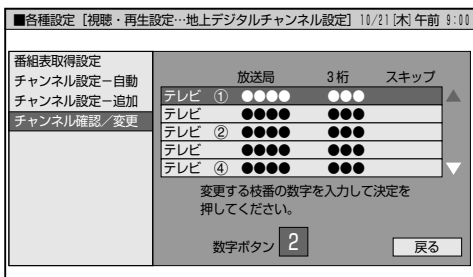 ■各種設定［視聴・再生設定…地上デジタルチャンネル設定］ 10/21［木］午前 9:00
番組表取得設定
チャンネル設定－自動
チャンネル設定－追加
チャンネル確認／変更
放送局 3桁 スキップ
テレビ ① ●●●● ●●●
テレビ ●●●● ●●●
テレビ ② ●●●● ●●●
テレビ ●●●● ●●●
テレビ ④ ●●●● ●●●
変更する枝番の数字を入力して決定を
押してください。
数字ボタン 2
戻る